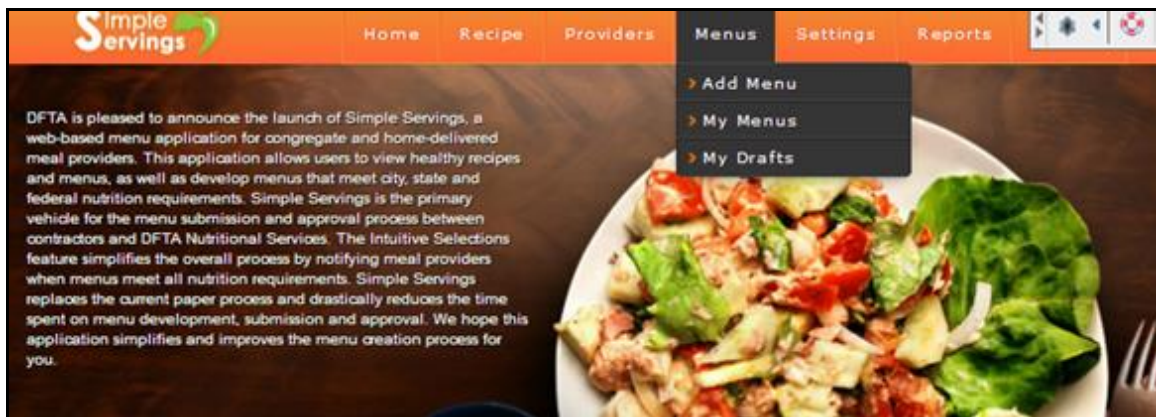 Simple
Servings
Home Recipe Providers Menus Settings Reports
Add Menu
My Menus
My Drafts
DFTA is pleased to announce the launch of Simple Servings, a
web-based menu application for congregate and home-delivered
meal providers. This application allows users to view healthy recipes
and menus, as well as develop menus that meet city, state and
federal nutrition requirements. Simple Servings is the primary
vehicle for the menu submission and approval process between
contractors and DFTA Nutritional Services. The Intuitive Selections
feature simplifies the overall process by notifying meal providers
when menus meet all nutrition requirements. Simple Servings
replaces the current paper process and drastically reduces the time
spent on menu development, submission and approval. We hope this
application simplifies and improves the menu creation process for
you.